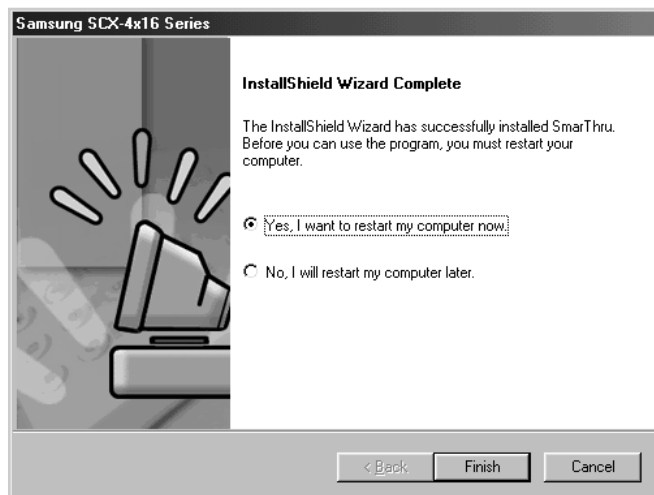 Samsung SCX-4x16 Series
InstallShield Wizard Complete
The InstallShield Wizard has successfully installed SmarThru.
Before you can use the program, you must restart your
computer.
Yes, I want to restart my computer now.
No, I will restart my computer later.
< Back
Finish
Cancel